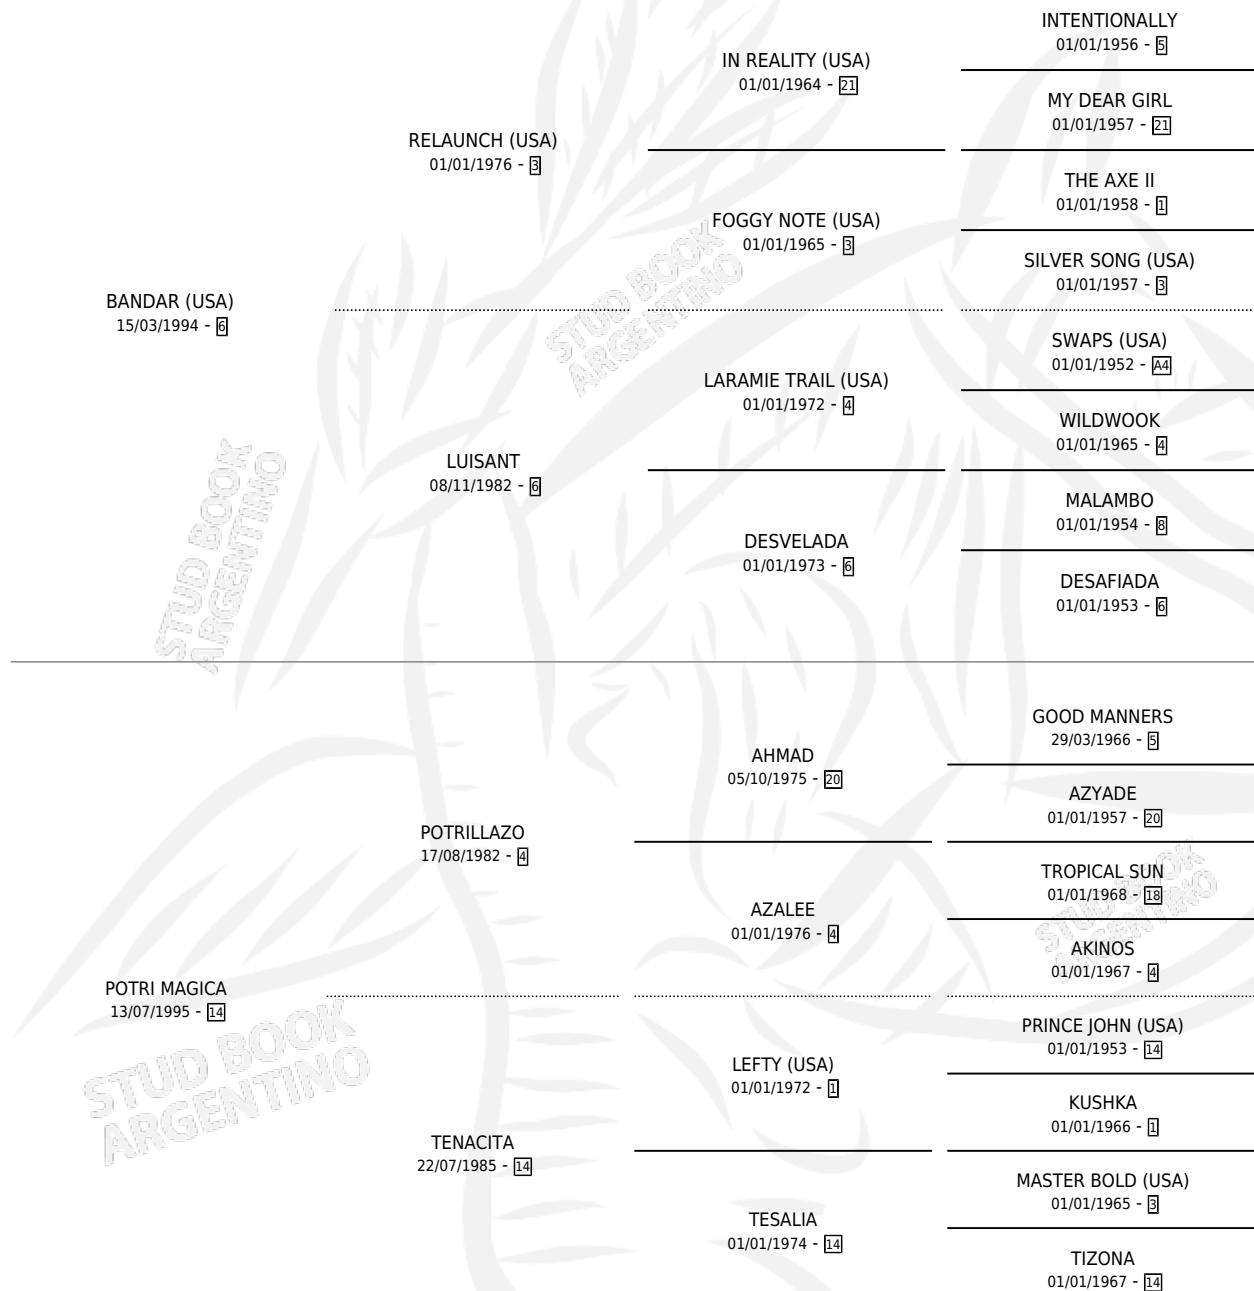 INTENTIONALLY
01/01/1956 - 5
IN REALITY (USA)
01/01/1964 - 21
MY DEAR GIRL
01/01/1957 - 21
RELAUNCH (USA)
01/01/1976 - 3
THE AXE II
01/01/1958 - 1
FOGGY NOTE (USA)
01/01/1965 - 3
SILVER SONG (USA)
01/01/1957 - 3
BANDAR (USA)
15/03/1994 - 6
SWAPS (USA)
01/01/1952 - A4
LARAMIE TRAIL (USA)
01/01/1972 - 4
WILDWOOK
01/01/1965 - 4
LUISANT
08/11/1982 - 6
MALAMBO
01/01/1954 - 8
DESVELADA
01/01/1973 - 6
DESAFIADA
01/01/1953 - 6
GOOD MANNERS
29/03/1966 - 5
AHMAD
05/10/1975 - 20
AZYADE
01/01/1957 - 20
POTRILLAZO
17/08/1982 - 4
TROPICAL SUN
01/01/1968 - 18
AZALEE
01/01/1976 - 4
AKINOS
01/01/1967 - 4
POTRI MAGICA
13/07/1995 - 14
PRINCE JOHN (USA)
01/01/1953 - 14
LEFTY (USA)
01/01/1972 - 1
KUSHKA
01/01/1966 - 1
TENACITA
22/07/1985 - 14
MASTER BOLD (USA)
01/01/1965 - 3
TESALIA
01/01/1974 - 14
TIZONA
01/01/1967 - 14
STUD BOOK
ARGENTINO
STUD BOOK
ARGENTINO
STUD BOOK
ARGENTINO
STUD BOOK
ARGENTINO